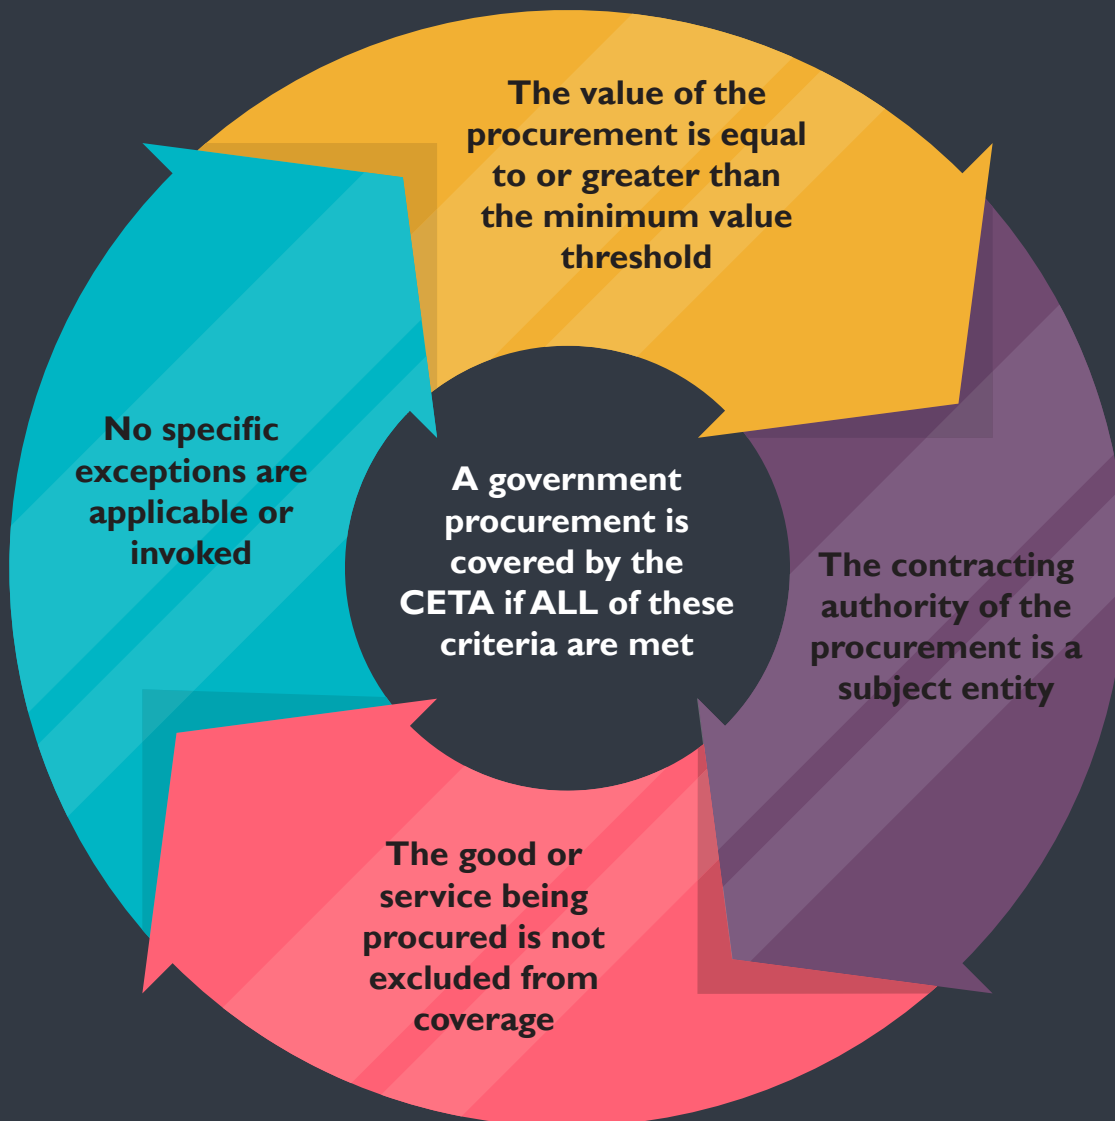 The value of the
procurement is equal
to or greater than
the minimum value
threshold
No specific
exceptions are
applicable or
invoked
A government
procurement is
covered by the
CETA if ALL of these
criteria are met
The contracting
authority of the
procurement is a
subject entity
The good or
service being
procured is not
excluded from
coverage